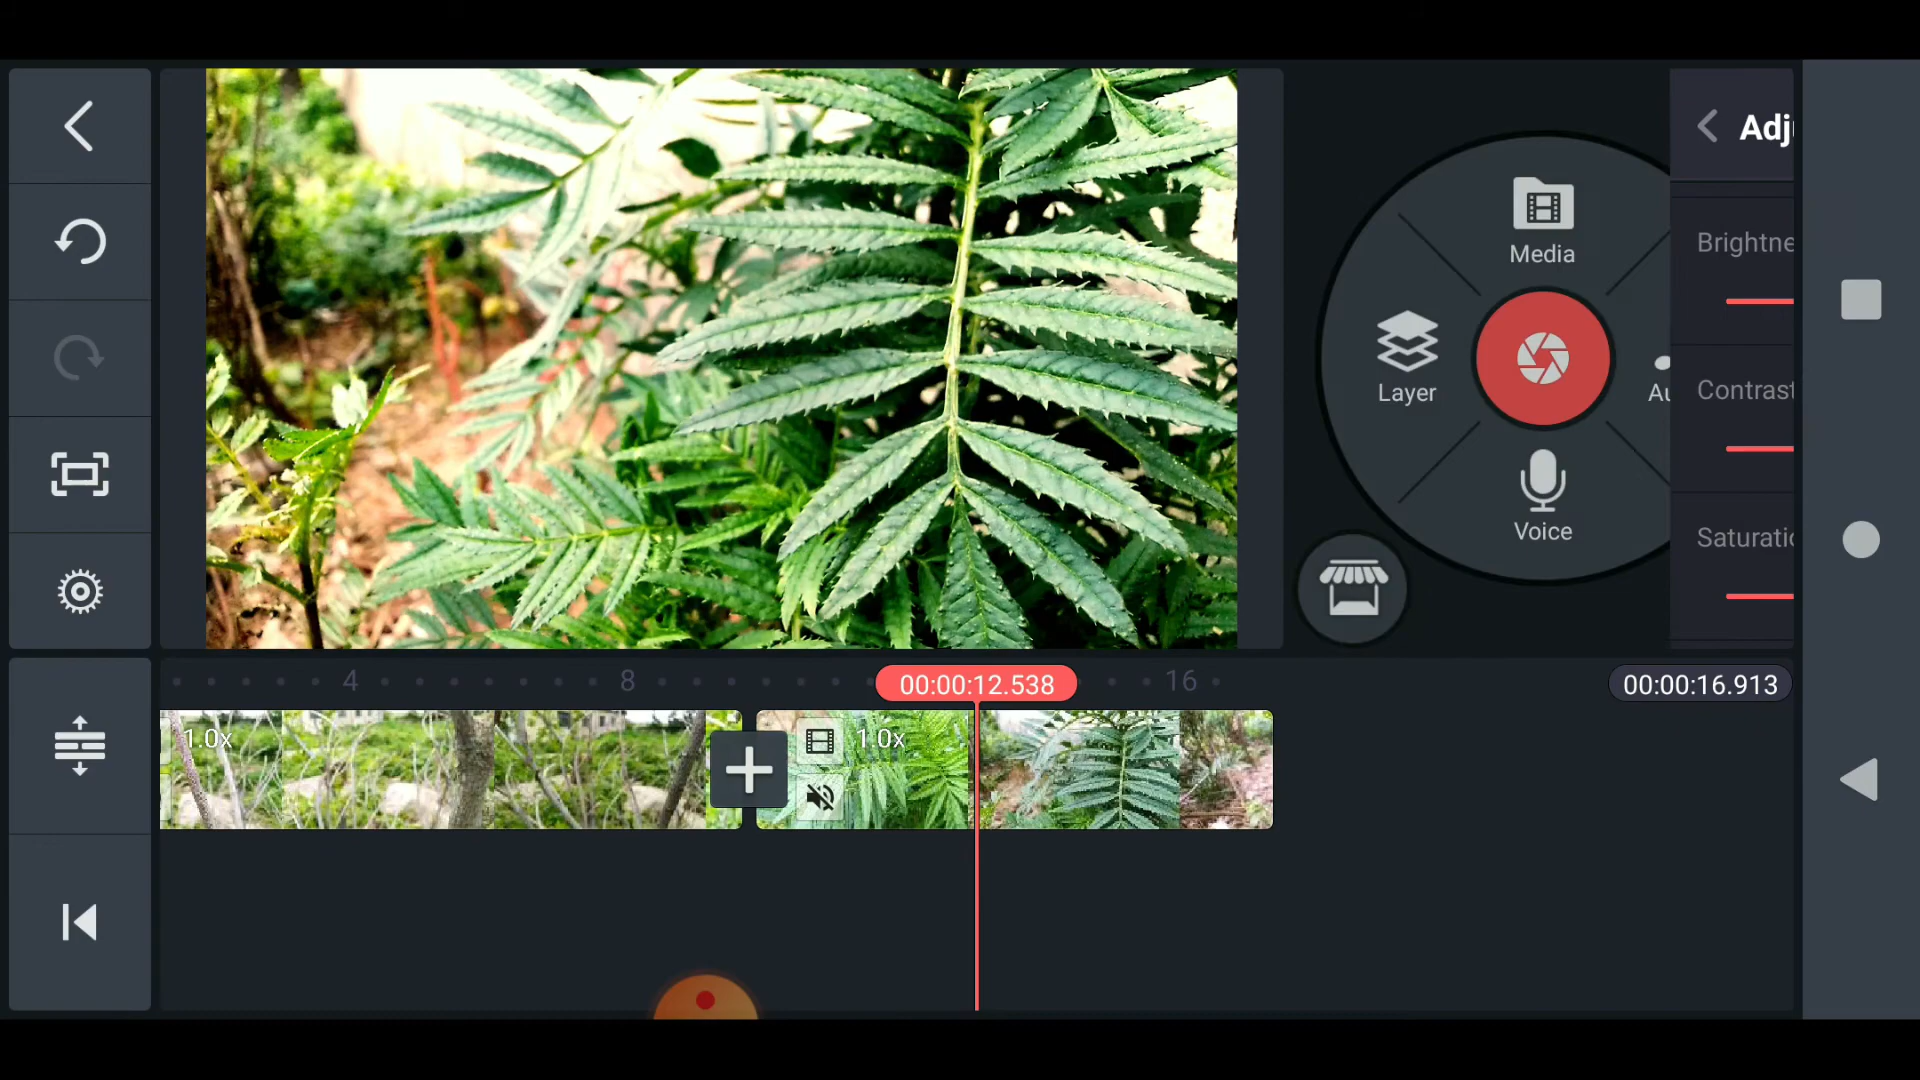 Adj
Media
Brightne
Layer
Au
Contrast
Voice
Saturatio
4
8
00:00:12.538
16
00:00:16.913
1.0x
1.0x